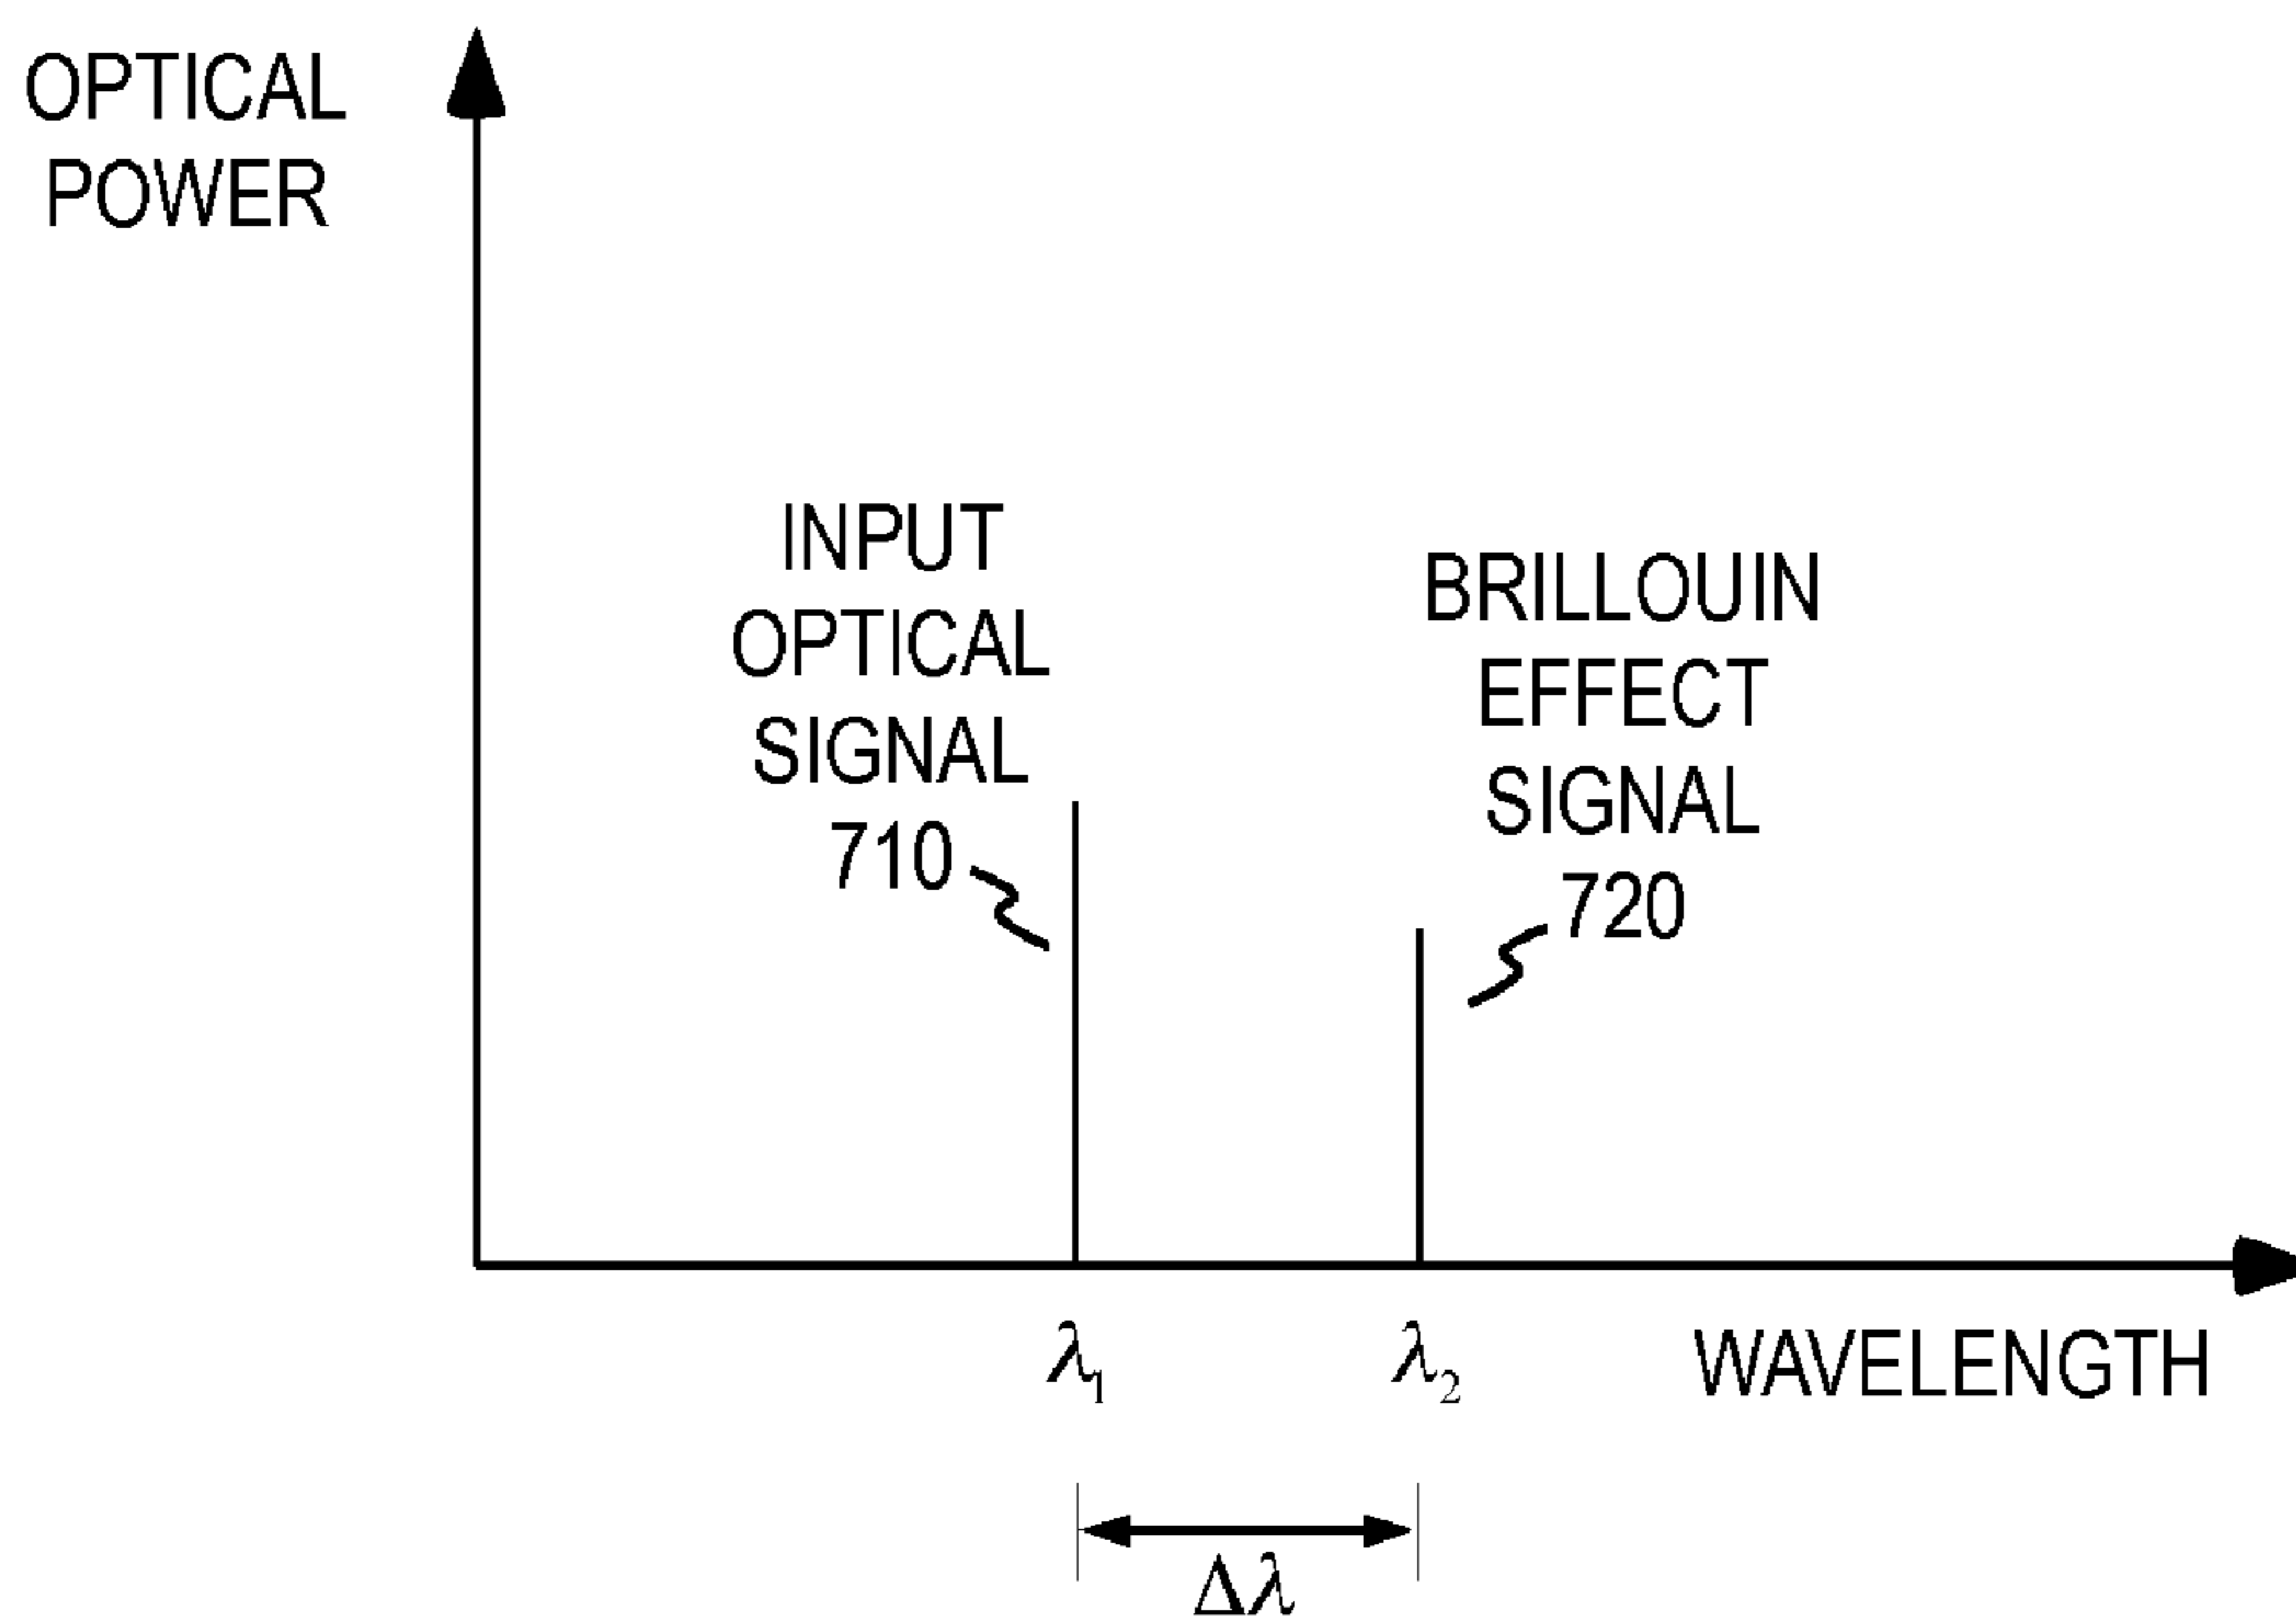 OPTICAL
POWER
INPUT
OPTICAL
SIGNAL
710
BRILLOUIN
EFFECT
SIGNAL
720
λ₁
λ₂
WAVELENGTH
Δλ